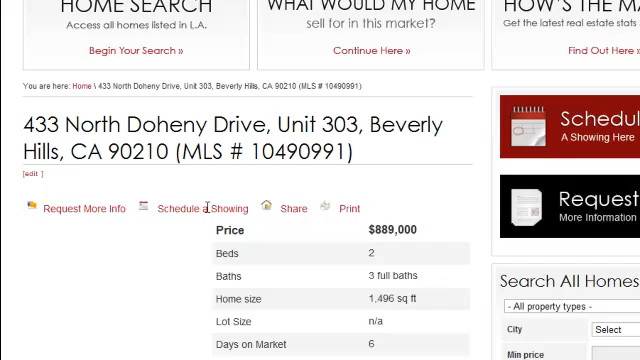 HOME SEARCH
Access all homes listed in L.A.
Begin Your Search »
WHAT WOULD MY HOME
sell for in this market?
Continue Here »
HOW'S THE MA
Get the latest real estate stats
Find Out Here »
You are here: Home \ 433 North Doheny Drive, Unit 303, Beverly Hills, CA 90210 (MLS # 10490991)
433 North Doheny Drive, Unit 303, Beverly
Hills, CA 90210 (MLS # 10490991)
[edit ]
Request More Info Schedule a Showing Share Print
Price $889,000
Beds 2
Baths 3 full baths
Home size 1,496 sq ft
Lot Size n/a
Days on Market 6
Schedul
A Showing Here
Request
More Information
Search All Homes
- All property types -
City Select
Min price